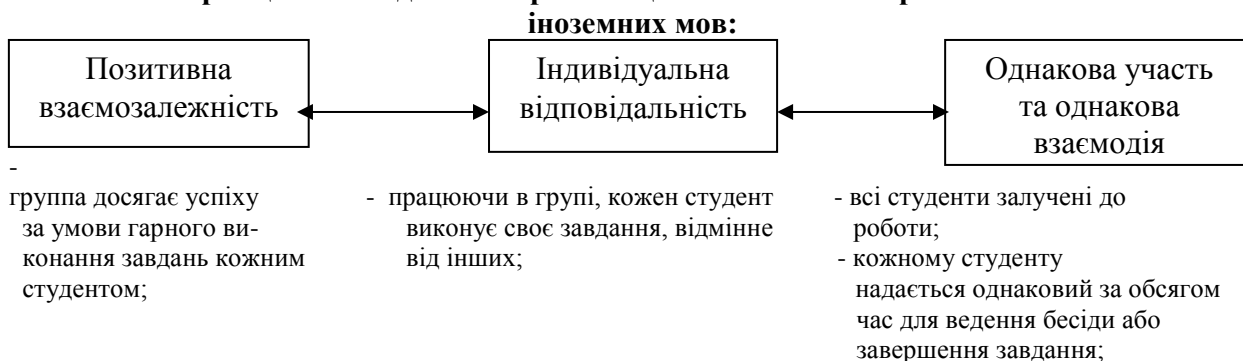 іноземних мов:
Позитивна
взаємозалежність
Індивідуальна
відповідальність
Однакова участь
та однакова
взаємодія
-
группа досягає успіху
за умови гарного ви-
конання завдань кожним
студентом;
- працюючи в групі, кожен студент
виконує своє завдання, відмінне
від інших;
- всі студенти залучені до
роботи;
- кожному студенту
надається однаковий за обсягом
час для ведення бесіди або
завершення завдання;